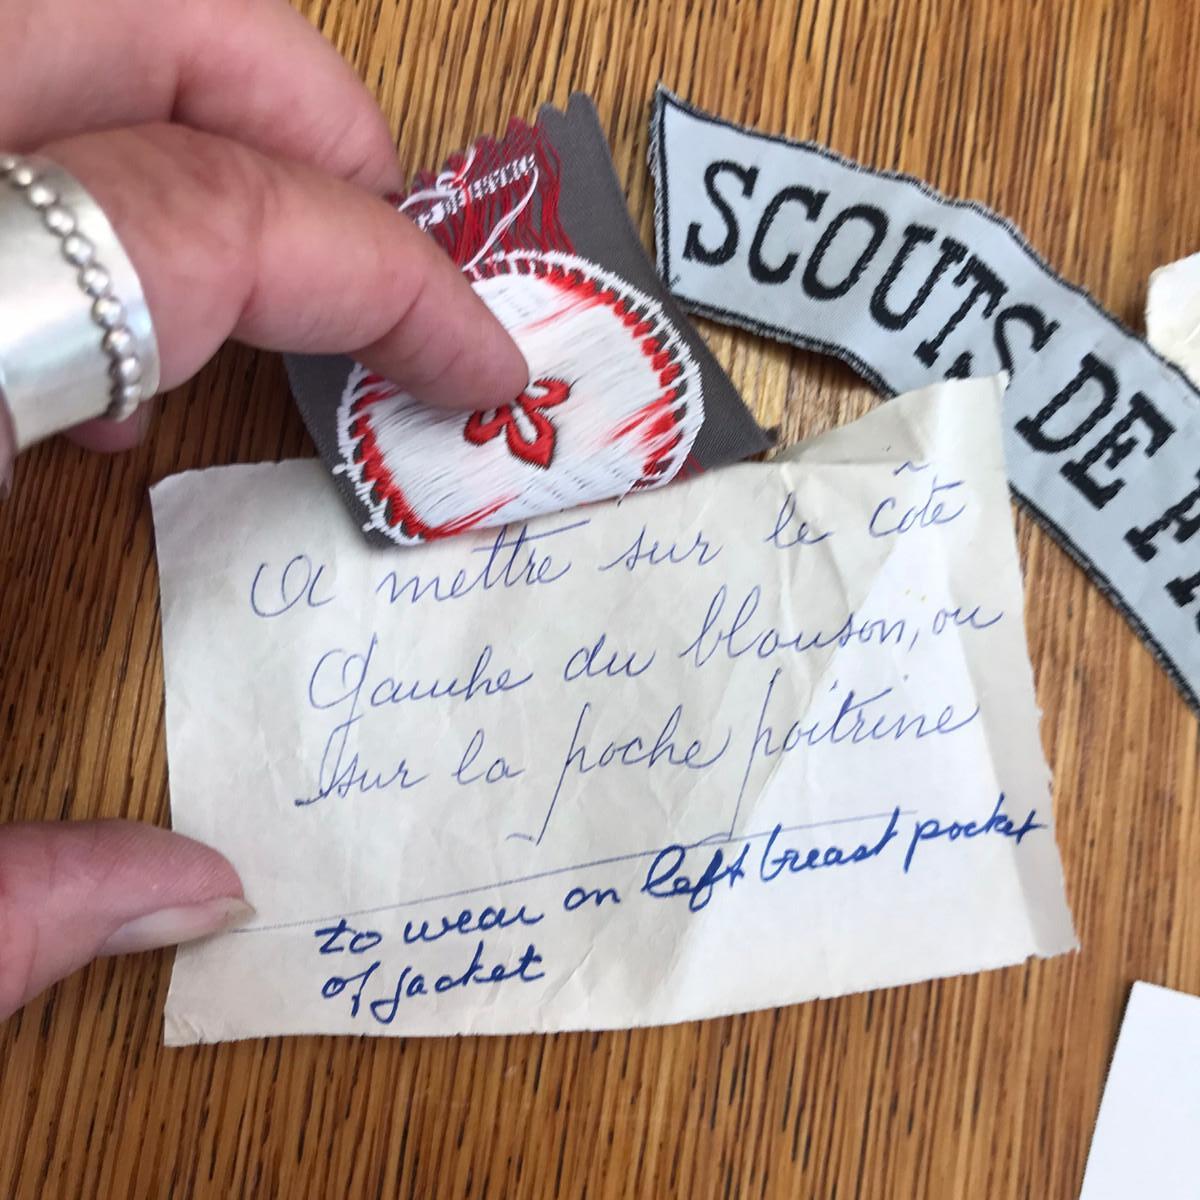 SCOUTS DE
A mettre sur le côté
Gauche du blouson, ou
sur la poche poitrine
to wear on left breast pocket
of jacket